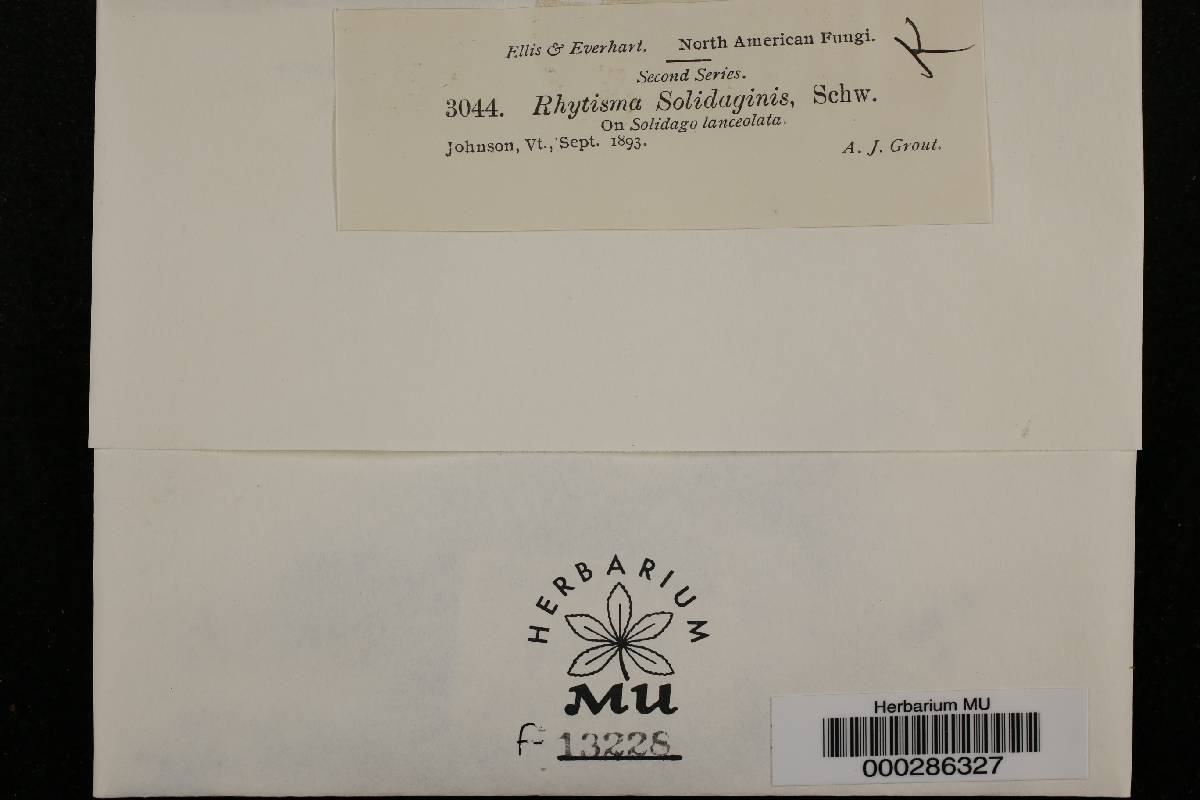 Ellis & Everhart. North American Fungi.
Second Series.
3044. Rhytisma Solidaginis, Schw.
On Solidago lanceolata.
Johnson, Vt., Sept. 1893. A. J. Grout.
HERBARIUM
MU
f- 13228
Herbarium MU
000286327